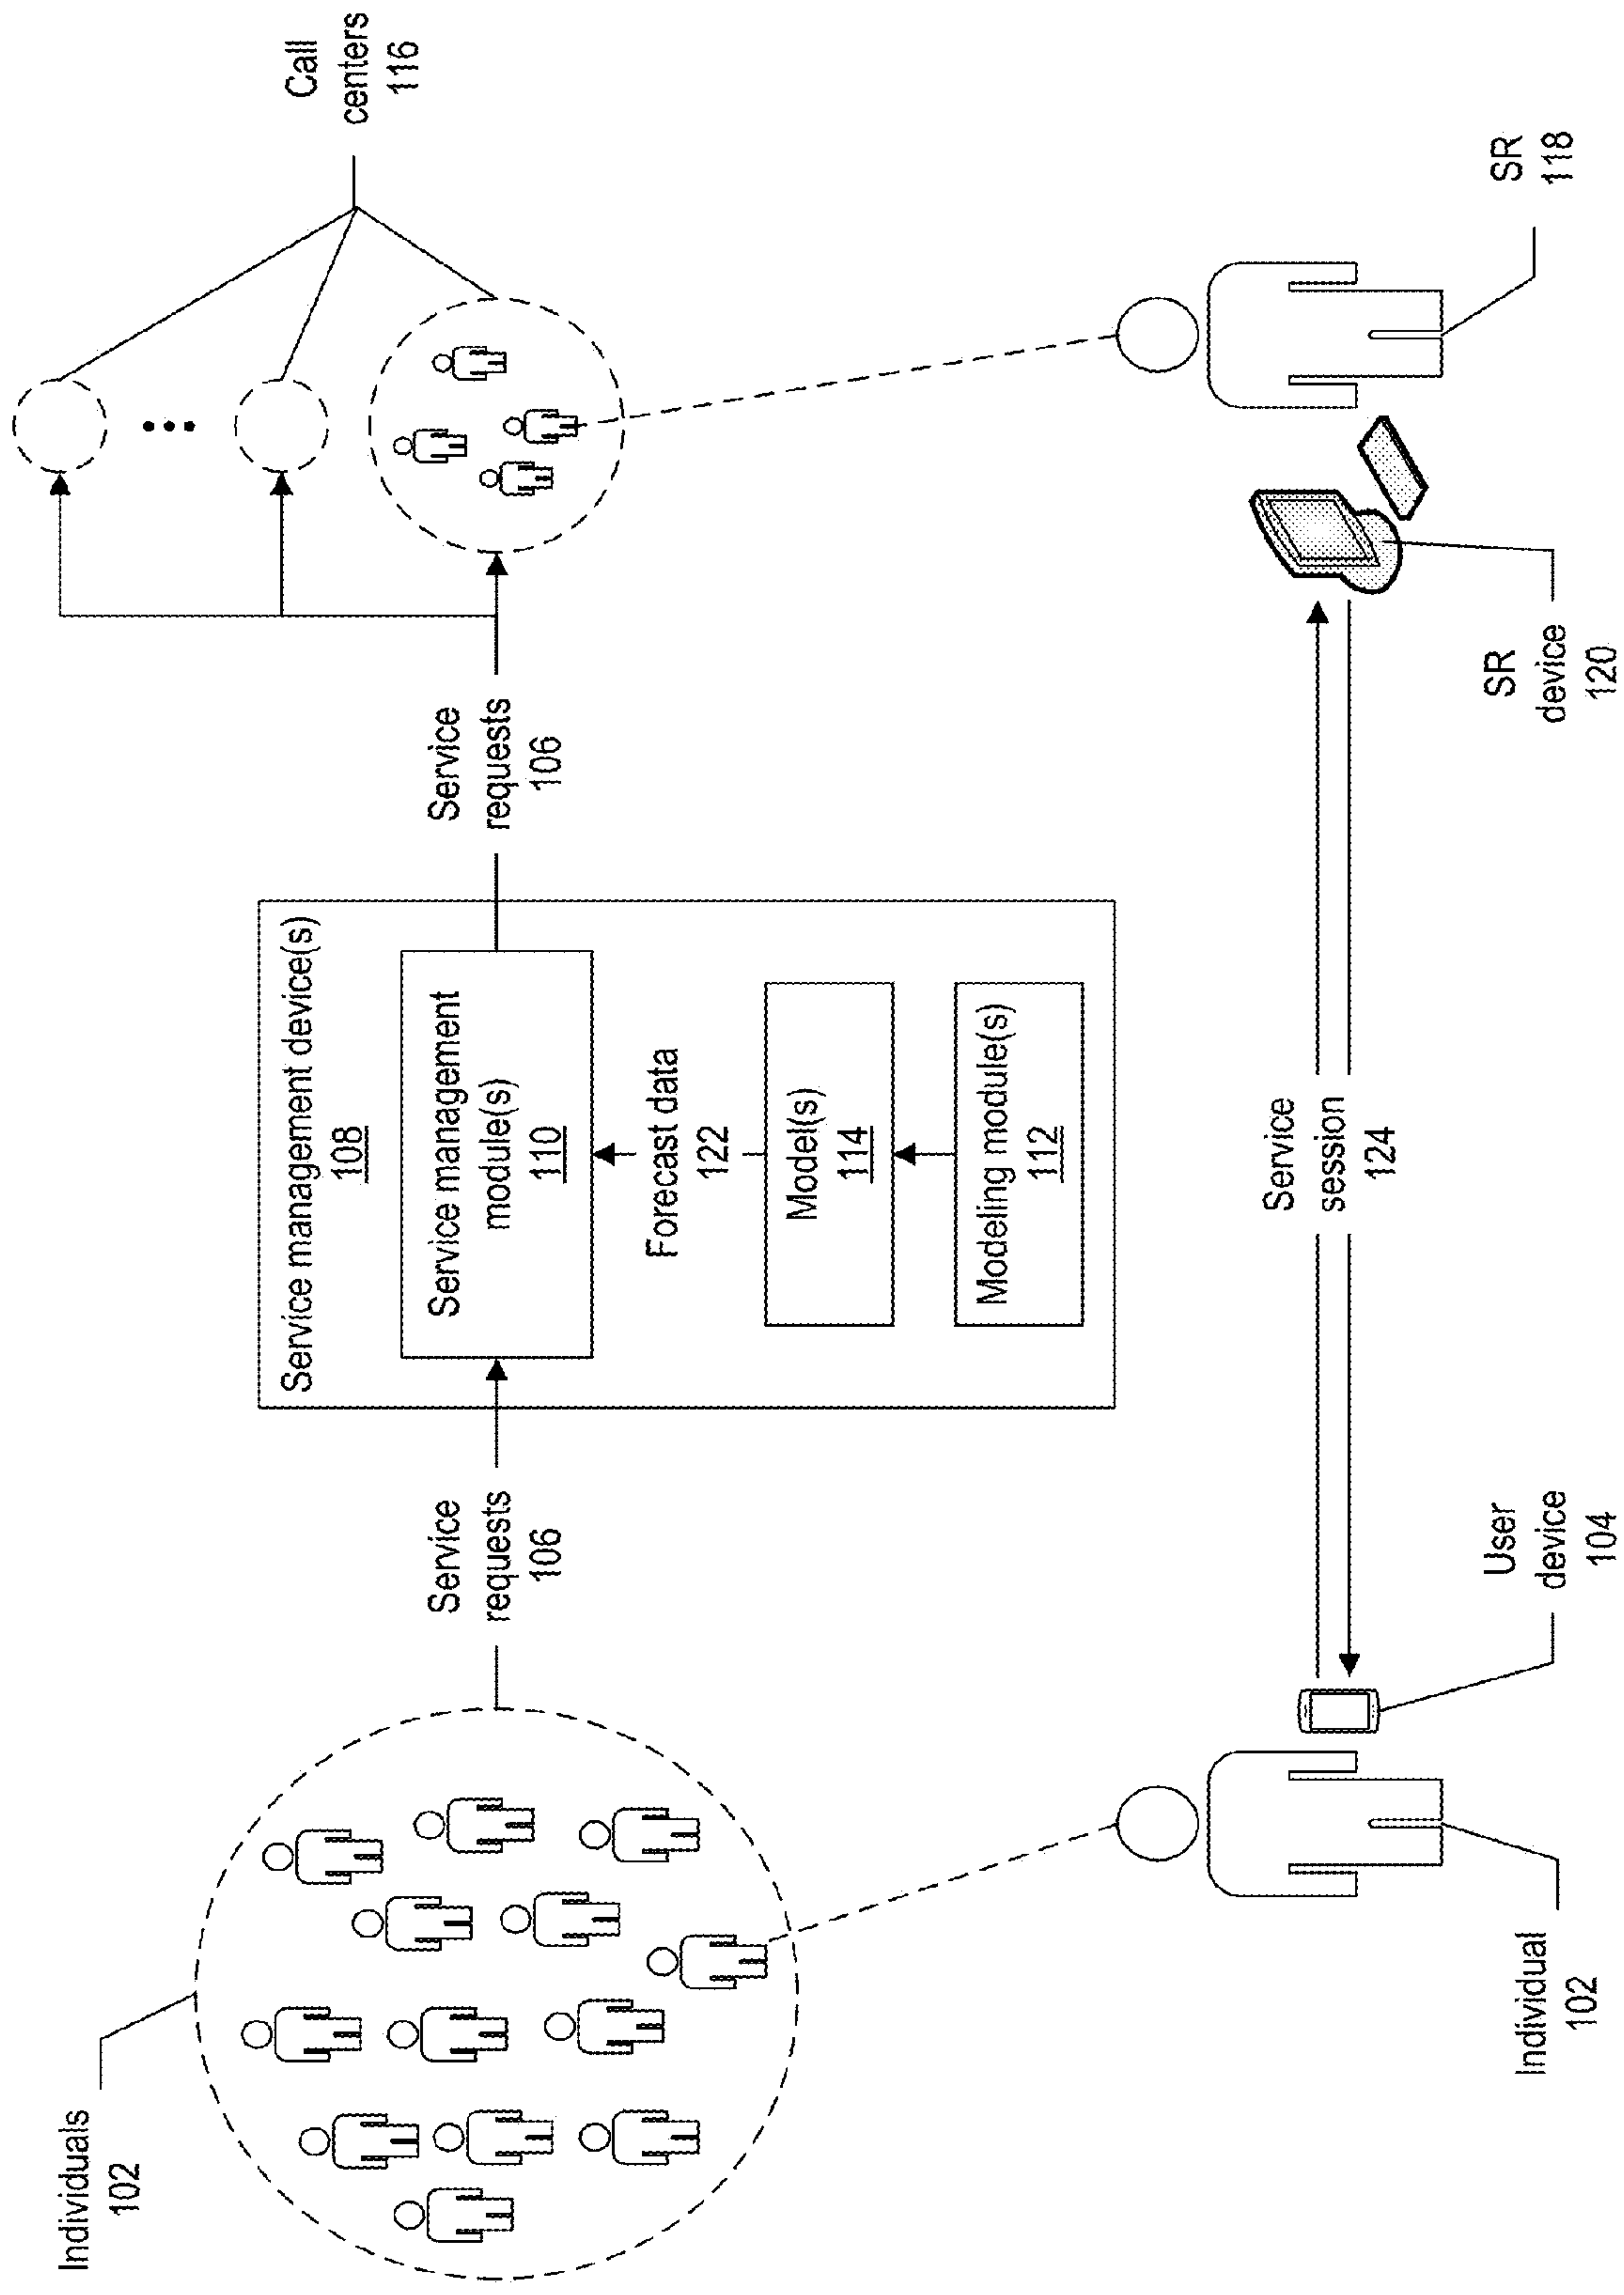 Individuals
102
Service
requests
106
Service management device(s)
108
Service management
module(s)
110
Forecast data
122
Model(s)
114
Modeling module(s)
112
Service
requests
106
Call
centers
116
Individual
102
User
device
104
Service
session
124
SR
device
120
SR
118